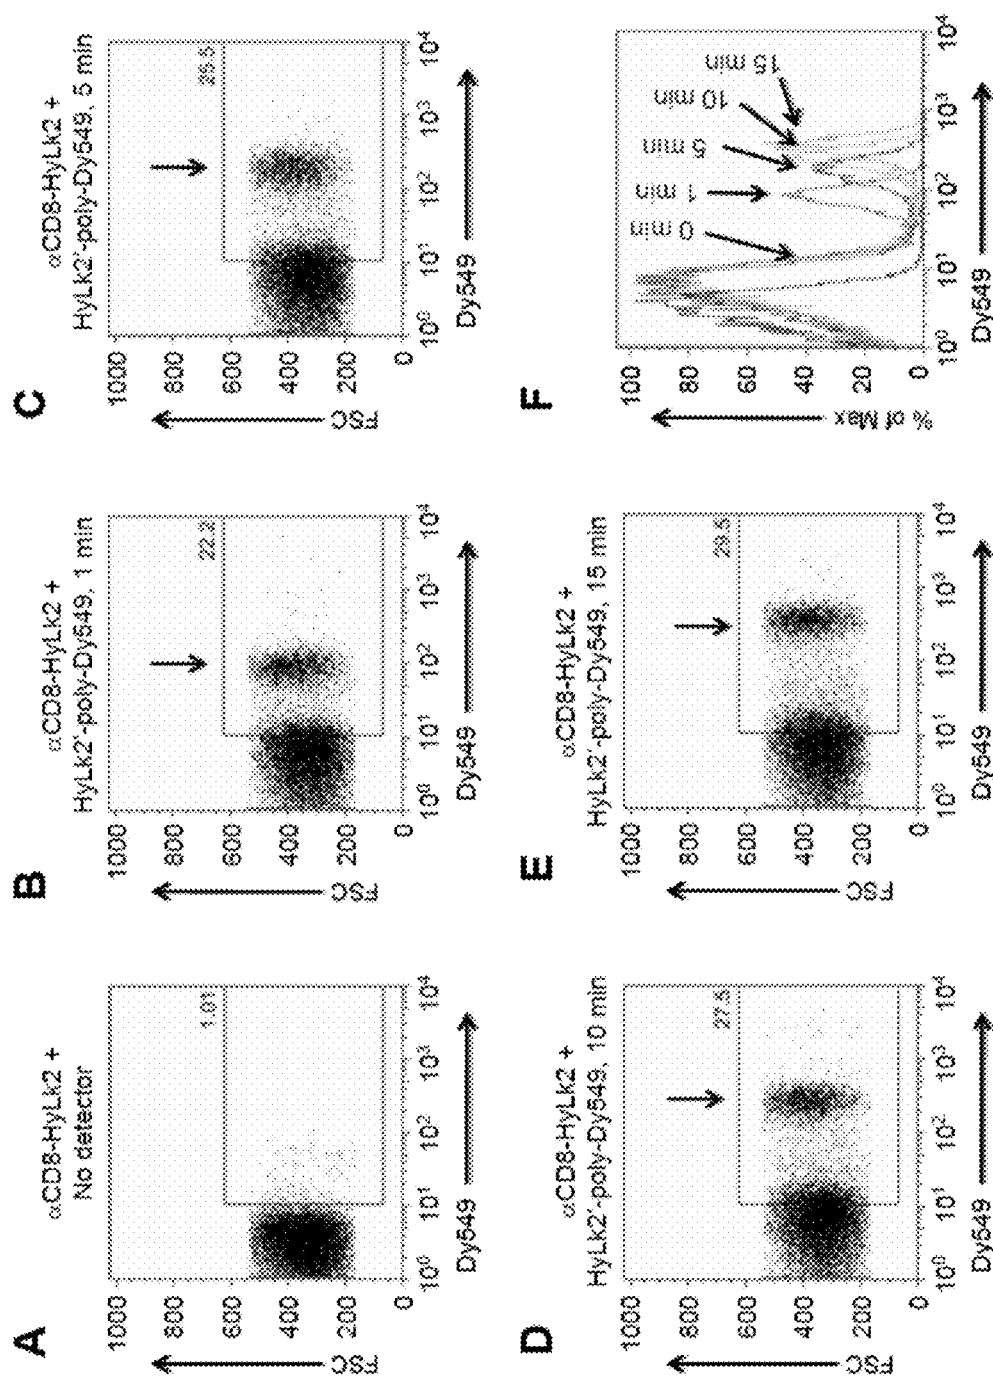 A
αCD8-HyLk2 +
No detector
1000
800
600
400
200
0
FSC
1.01
10⁰
10¹
10²
10³
10⁴
Dy549
B
αCD8-HyLk2 +
HyLk2'-poly-Dy549, 1 min
1000
800
600
400
200
0
FSC
22.2
10⁰
10¹
10²
10³
10⁴
Dy549
C
αCD8-HyLk2 +
HyLk2'-poly-Dy549, 5 min
1000
800
600
400
200
0
FSC
25.5
10⁰
10¹
10²
10³
10⁴
Dy549
D
αCD8-HyLk2 +
HyLk2'-poly-Dy549, 10 min
1000
800
600
400
200
0
FSC
27.5
10⁰
10¹
10²
10³
10⁴
Dy549
E
αCD8-HyLk2 +
HyLk2'-poly-Dy549, 15 min
1000
800
600
400
200
0
FSC
29.5
10⁰
10¹
10²
10³
10⁴
Dy549
F
100
80
60
40
20
0
% of Max
0 min
1 min
5 min
10 min
15 min
10⁰
10¹
10²
10³
10⁴
Dy549